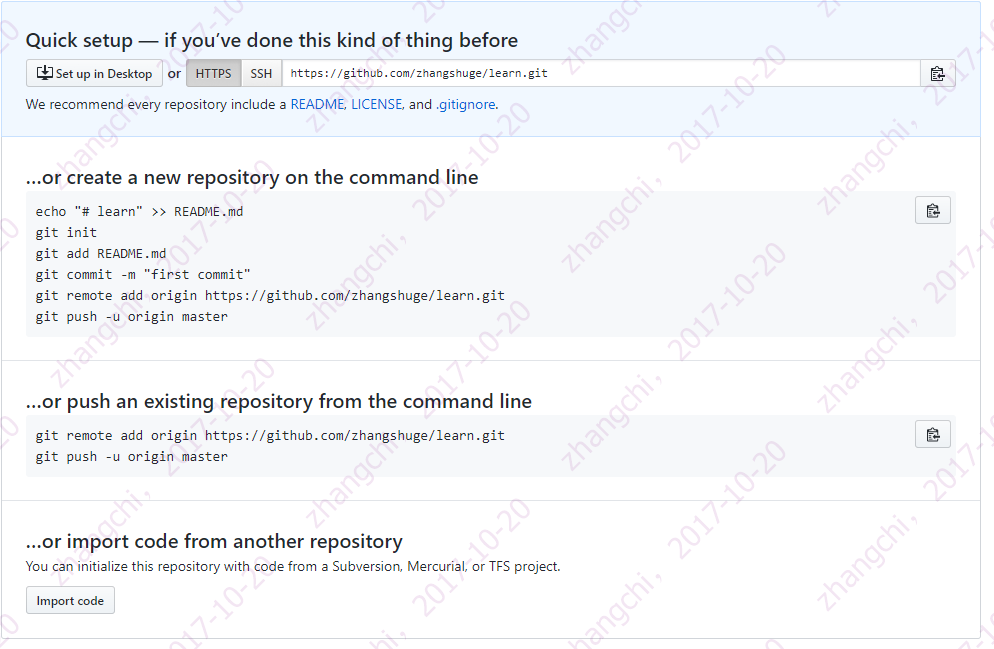 Quick setup — if you’ve done this kind of thing before
Set up in Desktop or HTTPS SSH https://github.com/zhangshuge/learn.git
We recommend every repository include a README, LICENSE, and .gitignore.
…or create a new repository on the command line
echo "# learn" >> README.md
git init
git add README.md
git commit -m "first commit"
git remote add origin https://github.com/zhangshuge/learn.git
git push -u origin master
…or push an existing repository from the command line
git remote add origin https://github.com/zhangshuge/learn.git
git push -u origin master
…or import code from another repository
You can initialize this repository with code from a Subversion, Mercurial, or TFS project.
Import code
zhangchi, 2017-10-20